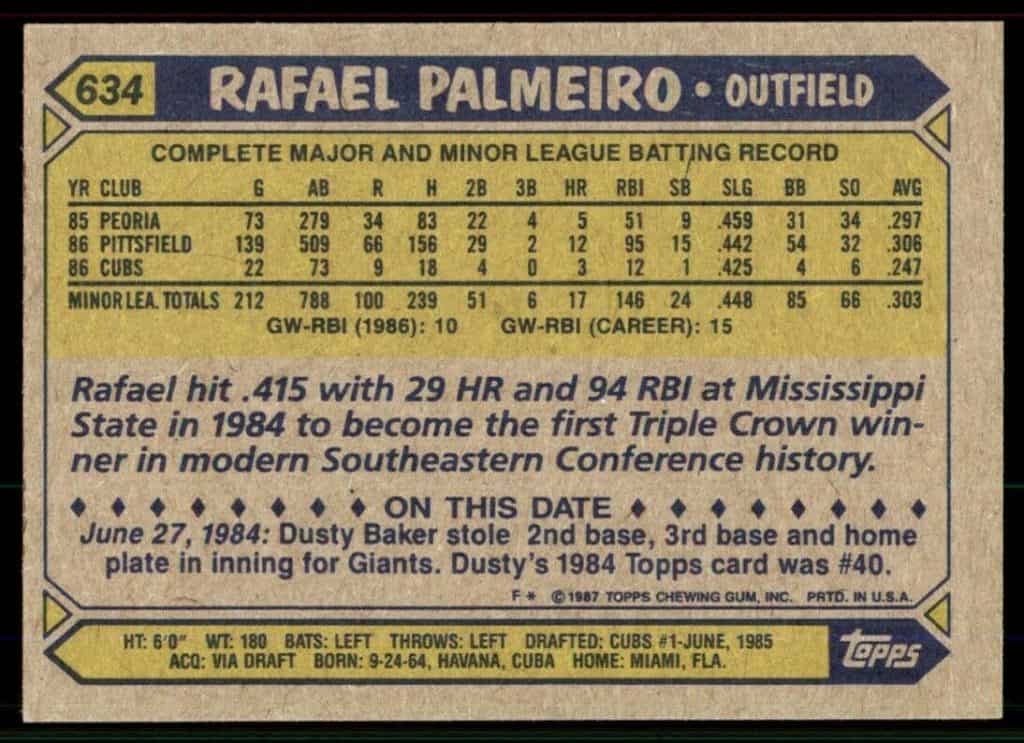 634 RAFAEL PALMEIRO • OUTFIELD
COMPLETE MAJOR AND MINOR LEAGUE BATTING RECORD
YR CLUB G AB R H 2B 3B HR RBI SB SLG BB SO AVG
85 PEORIA 73 279 34 83 22 4 5 51 9 .459 31 34 .297
86 PITTSFIELD 139 509 66 156 29 2 12 95 15 .442 54 32 .306
86 CUBS 22 73 9 18 4 0 3 12 1 .425 4 6 .247
MINOR LEA. TOTALS 212 788 100 239 51 6 17 146 24 .448 85 66 .303
GW-RBI (1986): 10 GW-RBI (CAREER): 15
Rafael hit .415 with 29 HR and 94 RBI at Mississippi
State in 1984 to become the first Triple Crown win-
ner in modern Southeastern Conference history.
ON THIS DATE
June 27, 1984: Dusty Baker stole 2nd base, 3rd base and home
plate in inning for Giants. Dusty's 1984 Topps card was #40.
F* ©1987 TOPPS CHEWING GUM, INC. PRTD. IN U.S.A.
HT: 6'0" WT: 180 BATS: LEFT THROWS: LEFT DRAFTED: CUBS #1-JUNE, 1985
ACQ: VIA DRAFT BORN: 9-24-64, HAVANA, CUBA HOME: MIAMI, FLA.
topps